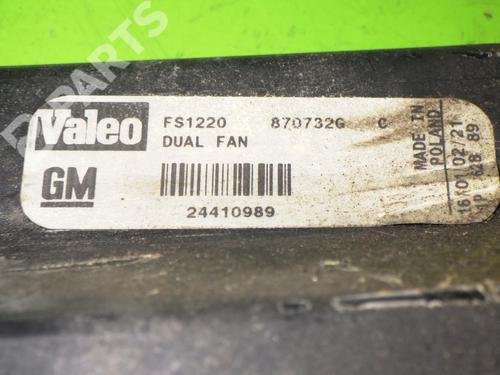 B-PARTS
Valeo
FS1220 870732G C
DUAL FAN
GM
24410989
MADE IN
POLAND